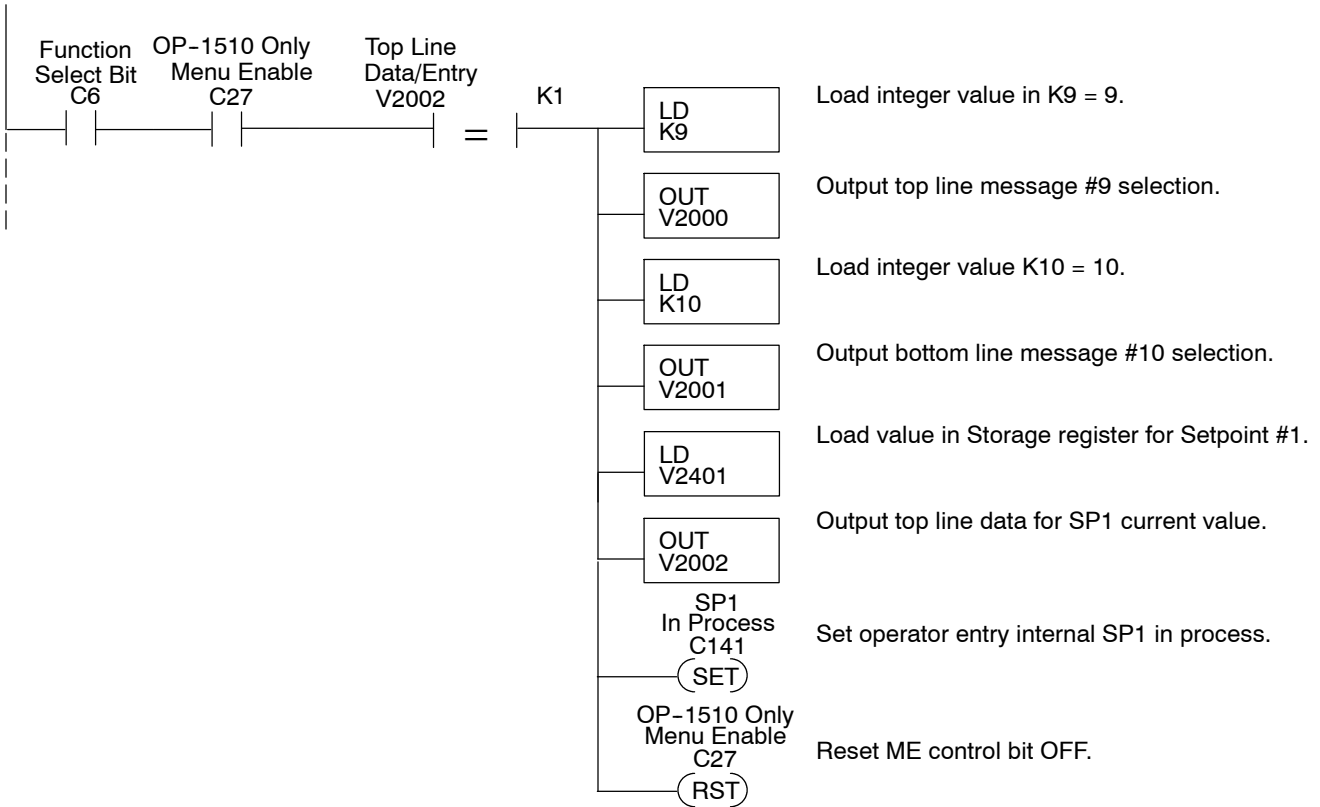 Function
Select Bit
C6
OP-1510 Only
Menu Enable
C27
Top Line
Data/Entry
V2002
=
K1
LD
K9
Load integer value in K9 = 9.
OUT
V2000
Output top line message #9 selection.
LD
K10
Load integer value K10 = 10.
OUT
V2001
Output bottom line message #10 selection.
LD
V2401
Load value in Storage register for Setpoint #1.
OUT
V2002
Output top line data for SP1 current value.
SP1
In Process
C141
SET
Set operator entry internal SP1 in process.
OP-1510 Only
Menu Enable
C27
RST
Reset ME control bit OFF.